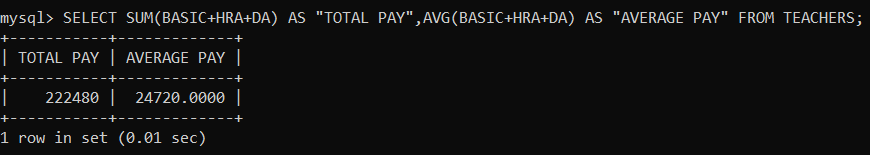 mysql> SELECT SUM(BASIC+HRA+DA) AS "TOTAL PAY",AVG(BASIC+HRA+DA) AS "AVERAGE PAY" FROM TEACHERS;
+-----------+-------------+
| TOTAL PAY | AVERAGE PAY |
+-----------+-------------+
|    222480 |  24720.0000 |
+-----------+-------------+
1 row in set (0.01 sec)